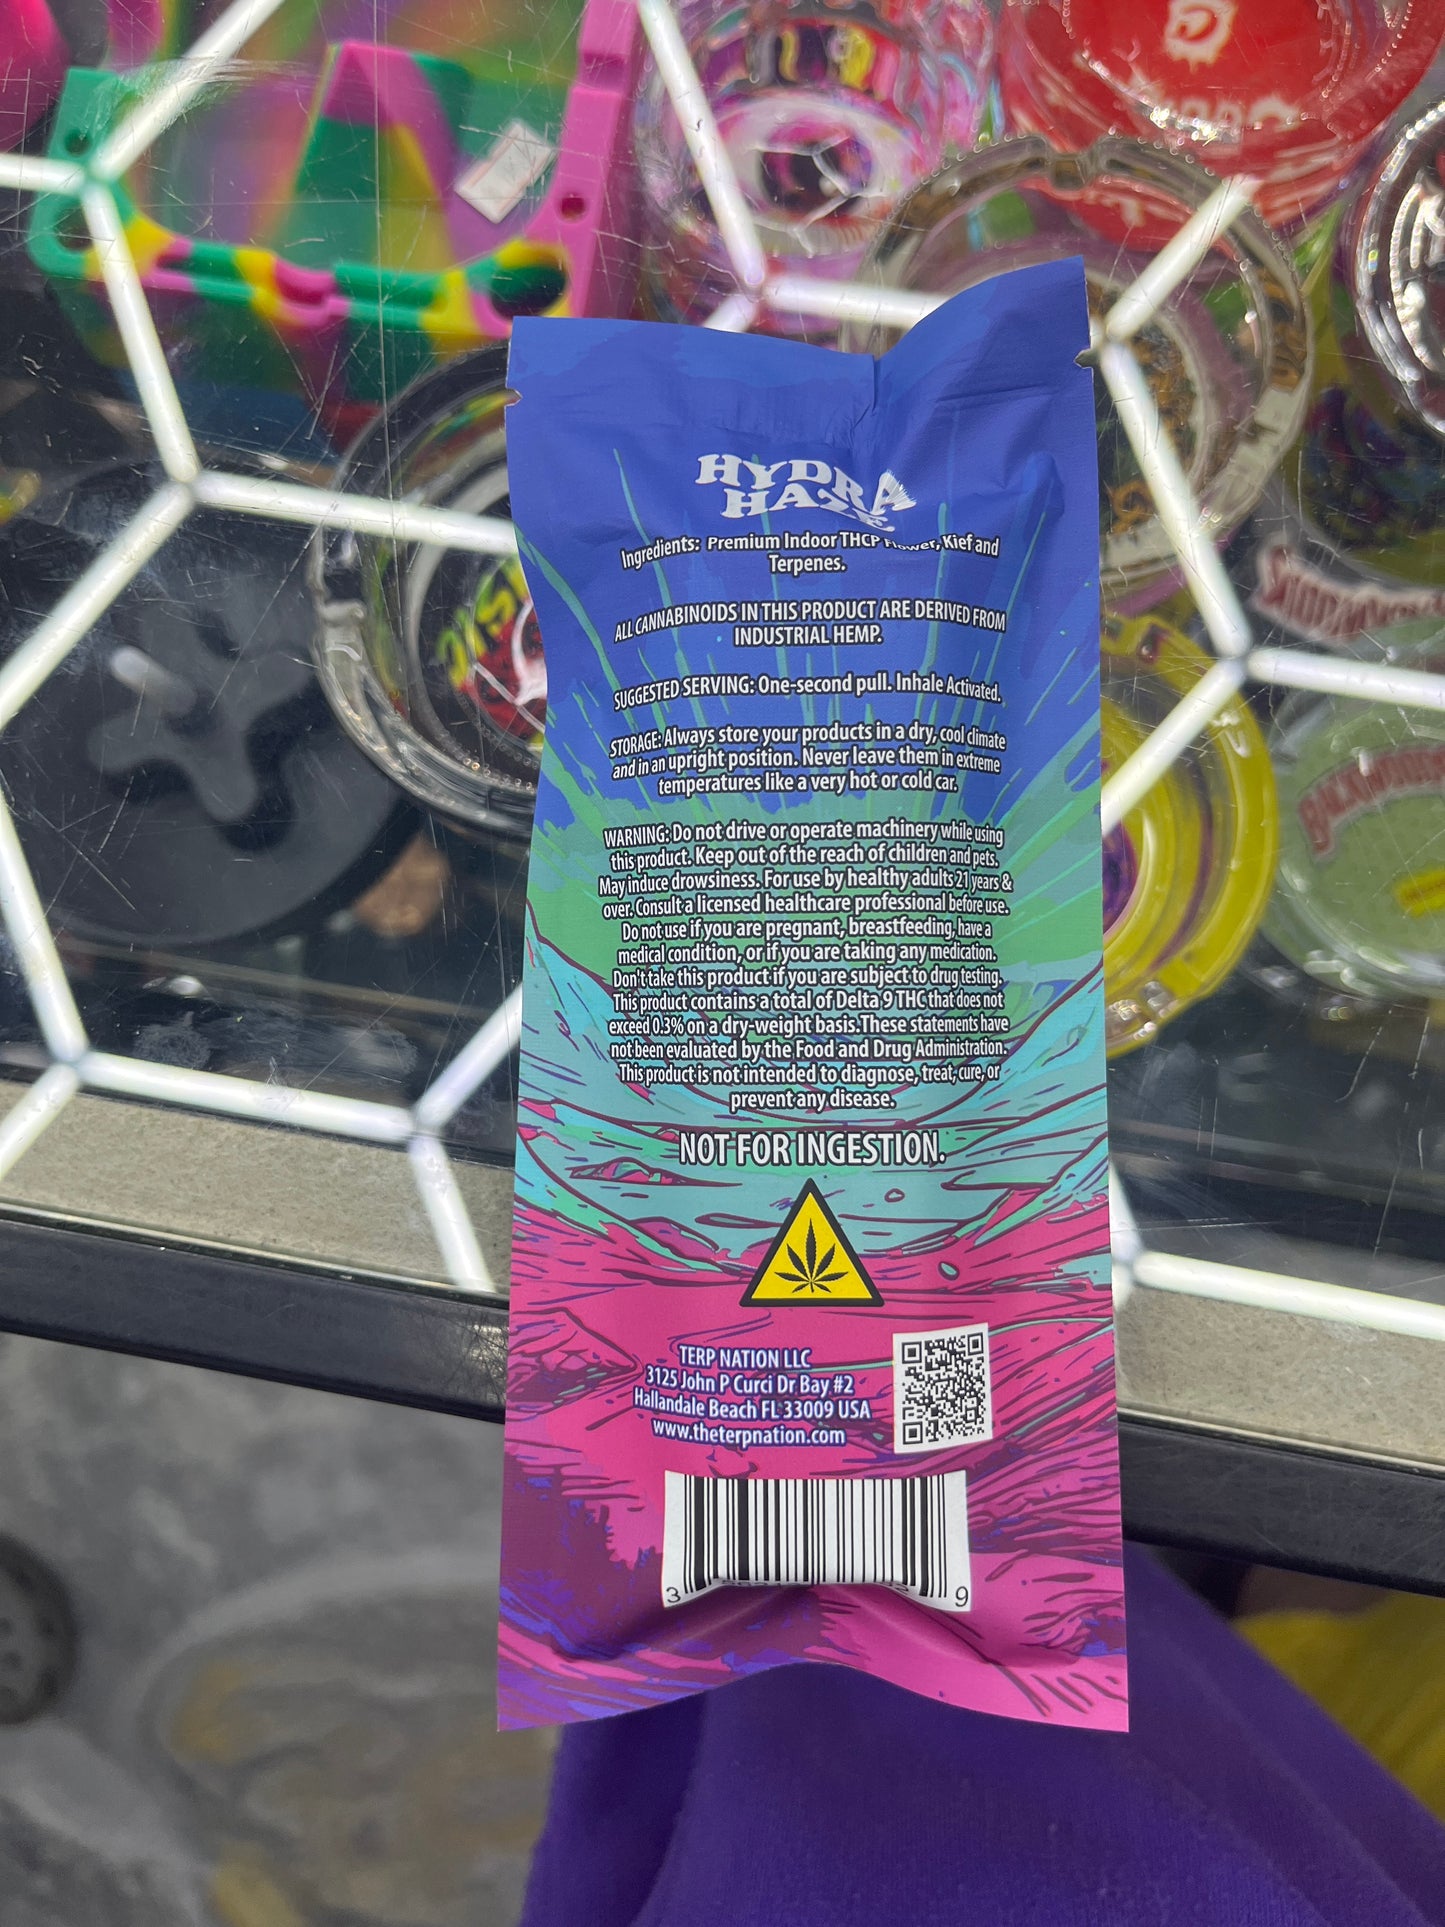 HYDRA
HAZE
Ingredients: Premium Indoor THCP Flower, Kief and
Terpenes.
ALL CANNABINOIDS IN THIS PRODUCT ARE DERIVED FROM
INDUSTRIAL HEMP.
SUGGESTED SERVING: One-second pull. Inhale Activated.
STORAGE: Always store your products in a dry, cool climate
and in an upright position. Never leave them in extreme
temperatures like a very hot or cold car.
WARNING: Do not drive or operate machinery while using
this product. Keep out of the reach of children and pets.
May induce drowsiness. For use by healthy adults 21 years &
over. Consult a licensed healthcare professional before use.
Do not use if you are pregnant, breastfeeding, have a
medical condition, or if you are taking any medication.
Don't take this product if you are subject to drug testing.
This product contains a total of Delta 9 THC that does not
exceed 0.3% on a dry-weight basis.These statements have
not been evaluated by the Food and Drug Administration.
This product is not intended to diagnose, treat, cure, or
prevent any disease.
NOT FOR INGESTION.
TERP NATION LLC
3125 John P Curci Dr Bay #2
Hallandale Beach FL 33009 USA
www.theterpnation.com
3 9